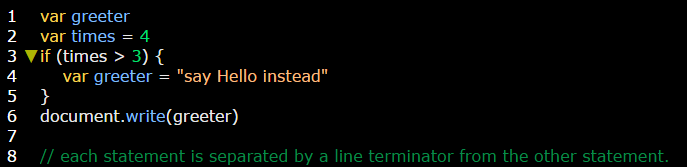 1 var greeter
2 var times = 4
3 if (times > 3) {
4 var greeter = "say Hello instead"
5 }
6 document.write(greeter)
7
8 // each statement is separated by a line terminator from the other statement.